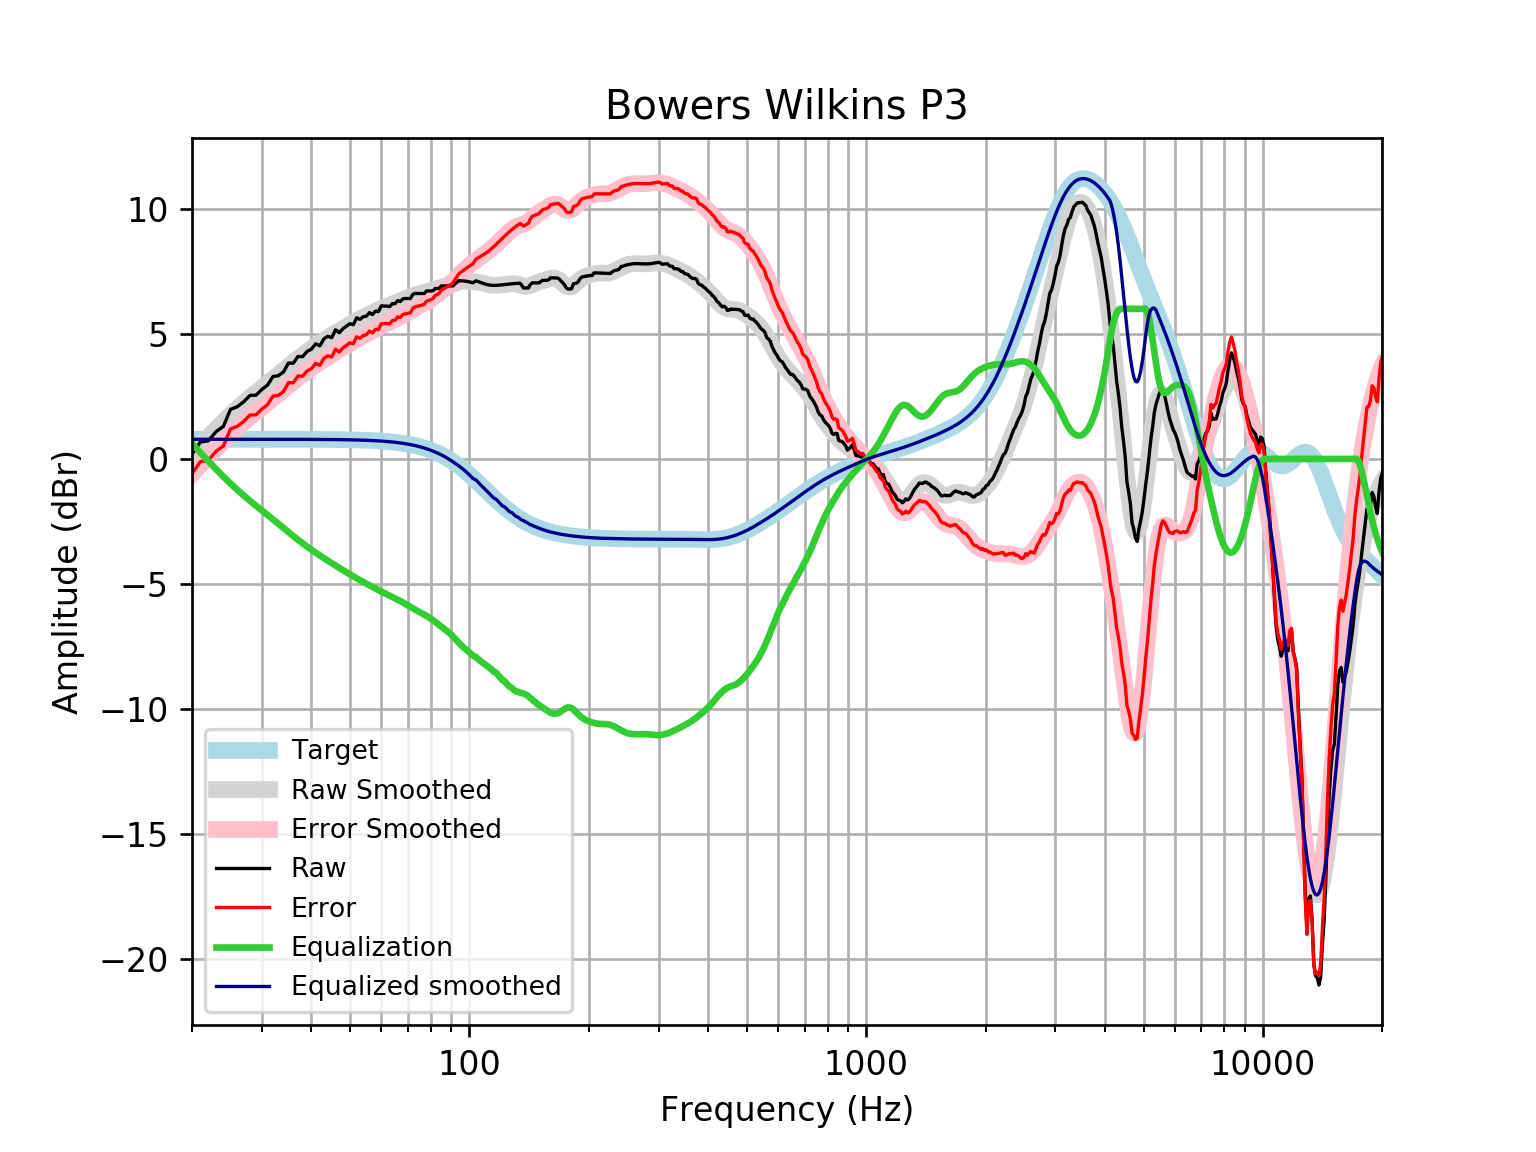 Bowers Wilkins P3
Amplitude (dBr)
10
5
0
−5
−10
−15
−20
Target
Raw Smoothed
Error Smoothed
Raw
Error
Equalization
Equalized smoothed
100 1000 10000
Frequency (Hz)